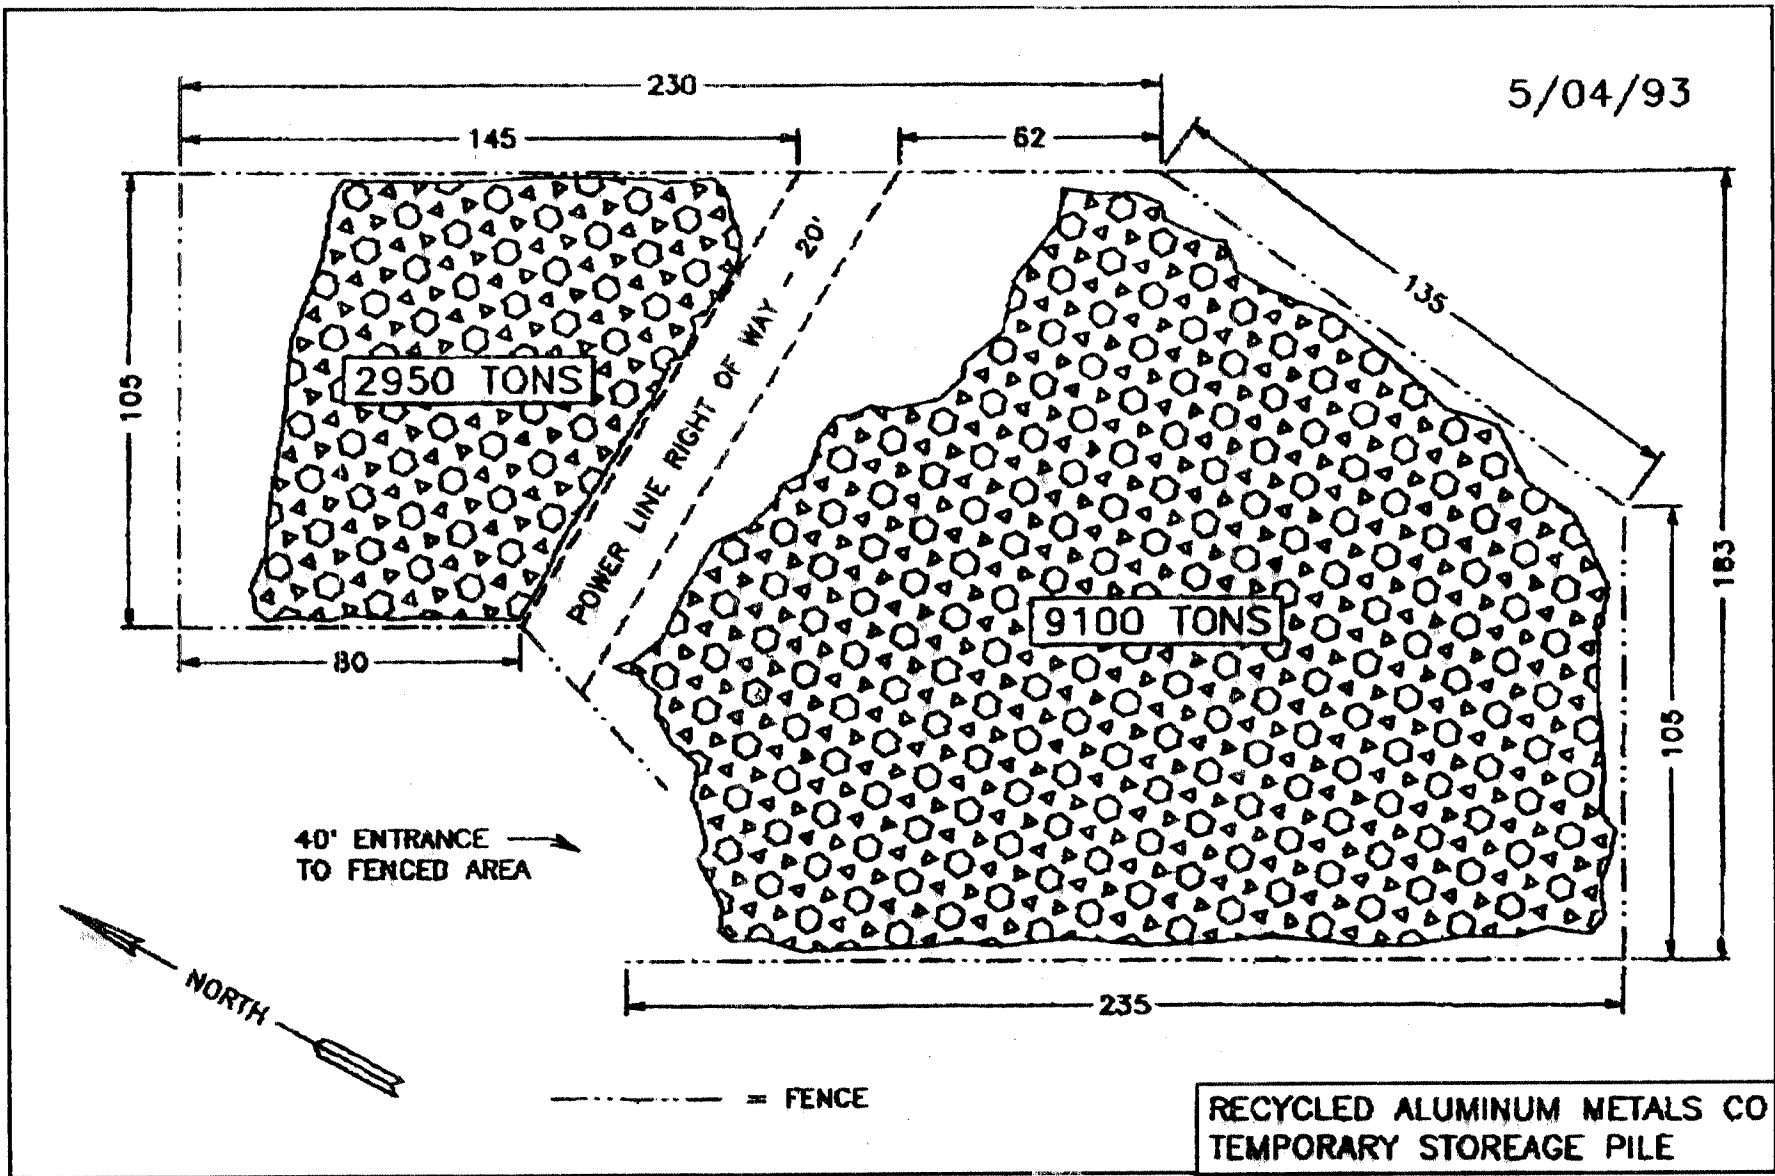 230
5/04/93
145
62
135
105
2950 TONS
POWER LINE RIGHT OF WAY - 20'
183
105
9100 TONS
80
40' ENTRANCE
TO FENCED AREA
235
NORTH
= FENCE
RECYCLED ALUMINUM METALS CO
TEMPORARY STOREAGE PILE